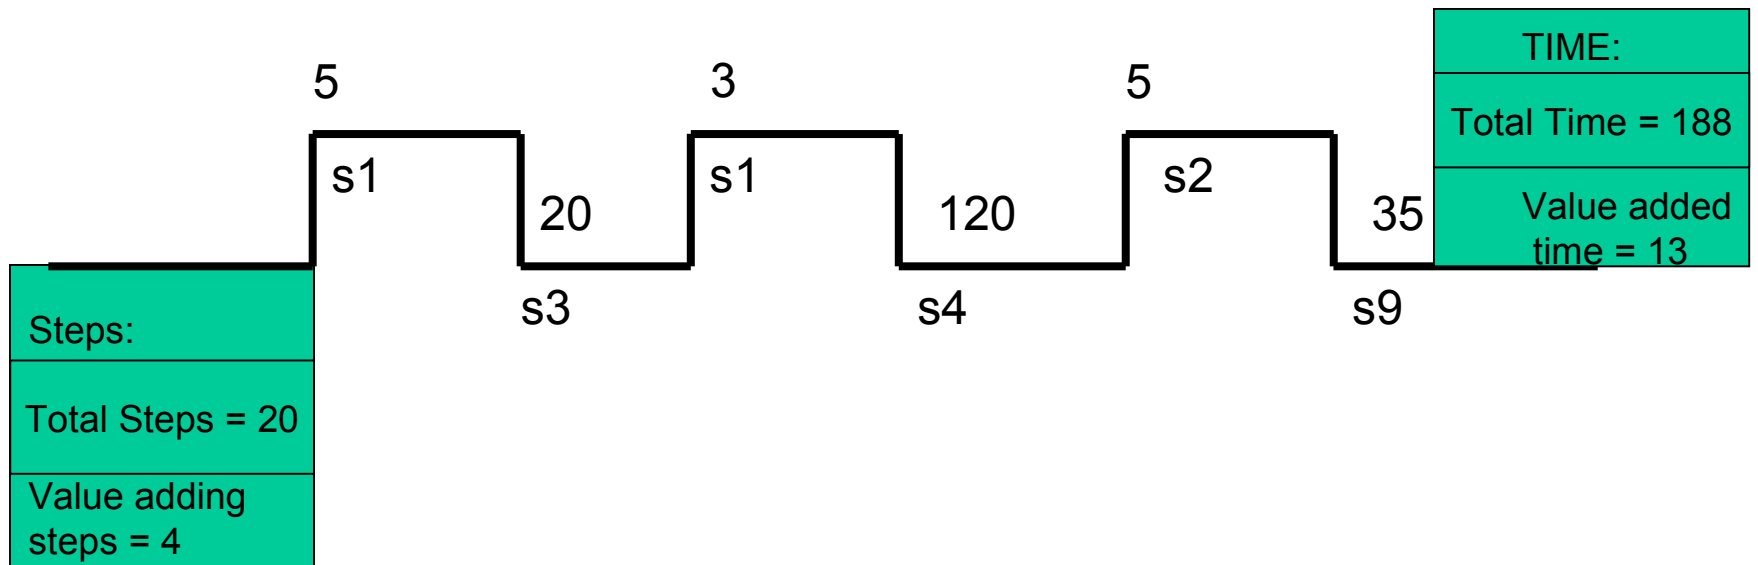 5
3
5
TIME:
Total Time = 188
s1
s1
s2
20
120
35
Value added
time = 13
s3
s4
s9
Steps:
Total Steps = 20
Value adding
steps = 4